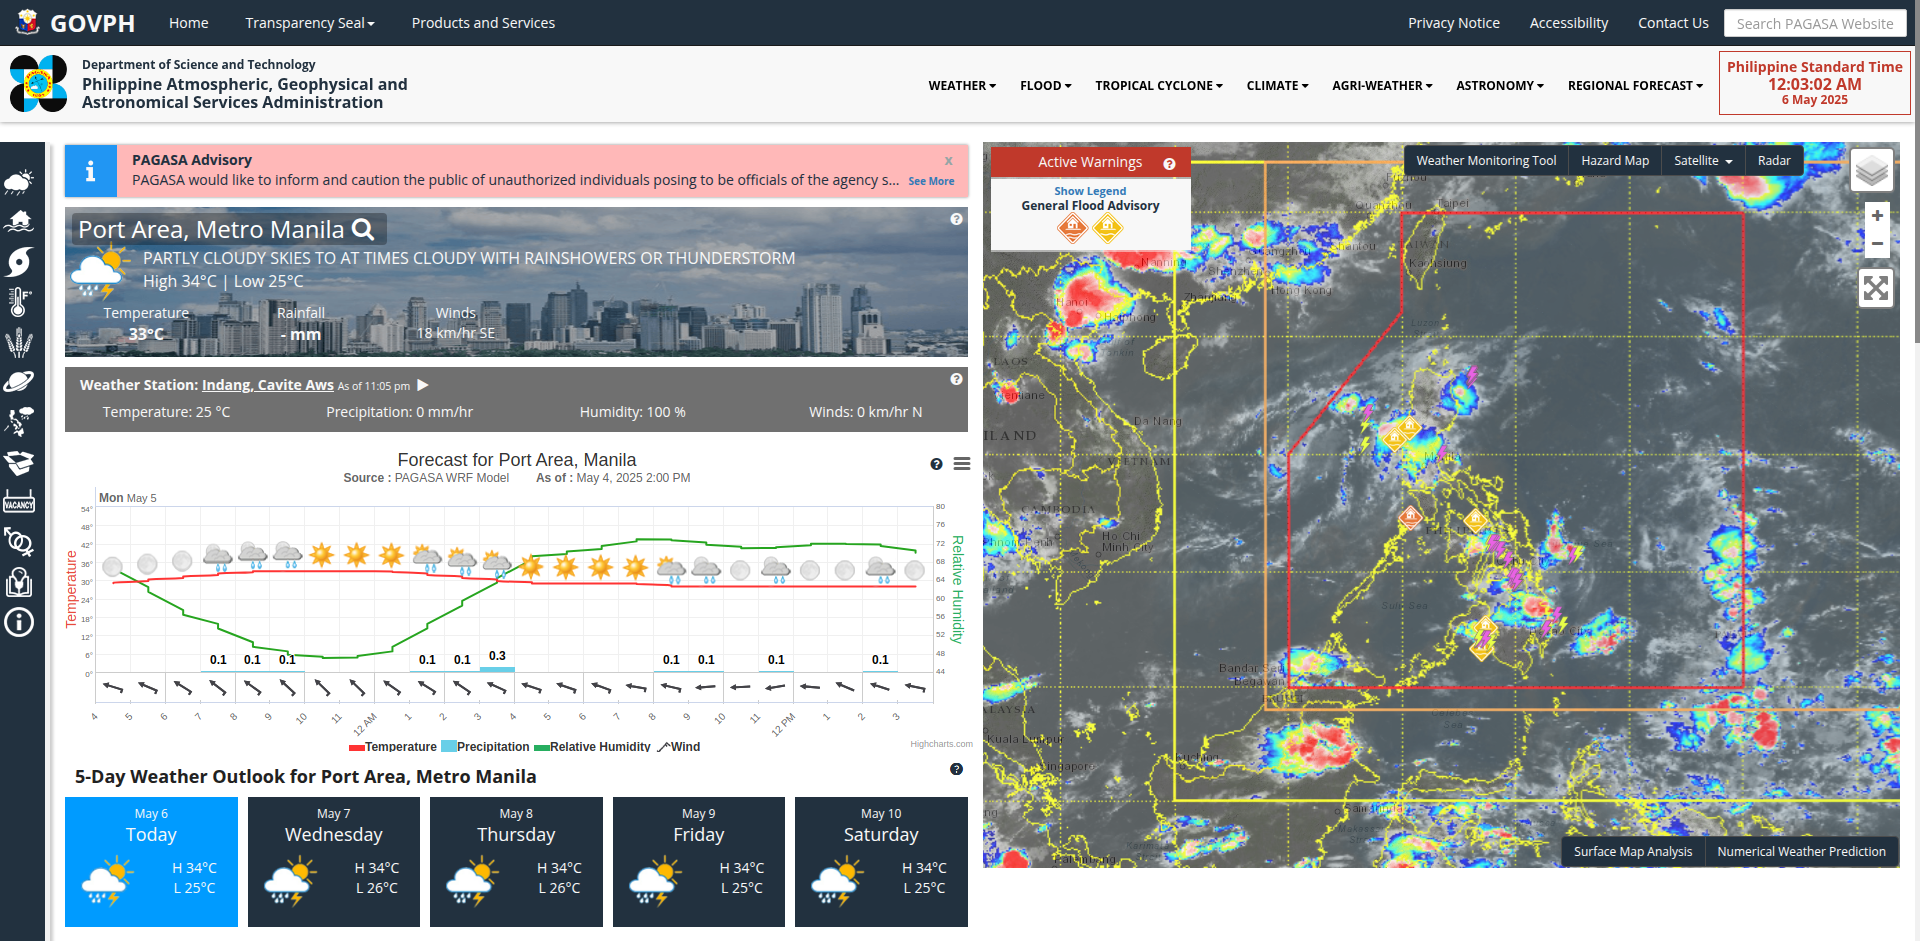 GOVPH
Home
Transparency Seal
Products and Services
Privacy Notice
Accessibility
Contact Us
Search PAGASA Website
Department of Science and Technology
Philippine Atmospheric, Geophysical and
Astronomical Services Administration
WEATHER
FLOOD
TROPICAL CYCLONE
CLIMATE
AGRI-WEATHER
ASTRONOMY
REGIONAL FORECAST
Philippine Standard Time
12:03:02 AM
6 May 2025
PAGASA Advisory
x
PAGASA would like to inform and caution the public of unauthorized individuals posing to be officials of the agency s... See More
Port Area, Metro Manila
PARTLY CLOUDY SKIES TO AT TIMES CLOUDY WITH RAINSHOWERS OR THUNDERSTORM
High 34°C | Low 25°C
Temperature Rainfall Winds
33°C - mm 18 km/hr SE
Weather Station: Indang, Cavite Aws As of 11:05 pm
Temperature: 25 °C Precipitation: 0 mm/hr Humidity: 100 % Winds: 0 km/hr N
Forecast for Port Area, Manila
Source : PAGASA WRF Model As of : May 4, 2025 2:00 PM
Mon May 5
54° 48° 42° 36° 30° 24° 18° 12° 6° 0°
Temperature
80 76 72 68 64 60 56 52 48 44
Relative Humidity
0.1 0.1 0.1 0.1 0.1 0.3 0.1 0.1 0.1 0.1
4 5 6 7 8 9 10 11 12 AM 1 2 3 4 5 6 7 8 9 10 11 12 PM 1 2 3
Temperature Precipitation Relative Humidity Wind
Highcharts.com
5-Day Weather Outlook for Port Area, Metro Manila
May 6
Today
H 34°C
L 25°C
May 7
Wednesday
H 34°C
L 26°C
May 8
Thursday
H 34°C
L 26°C
May 9
Friday
H 34°C
L 25°C
May 10
Saturday
H 34°C
L 25°C
VACANCY
Active Warnings
Show Legend
General Flood Advisory
Weather Monitoring Tool
Hazard Map
Satellite
Radar
+
−
Taipei
Kaohsiung
Nanning
Hong Kong
Hanoi
Haiphong
LAOS
Da Nang
VIETNAM
CAMBODIA
Ho Chi
Minh City
Sulu Sea
Bandar Seri
Begawan
Kuala Lumpur
Singapore
Kuching
Surface Map Analysis
Numerical Weather Prediction